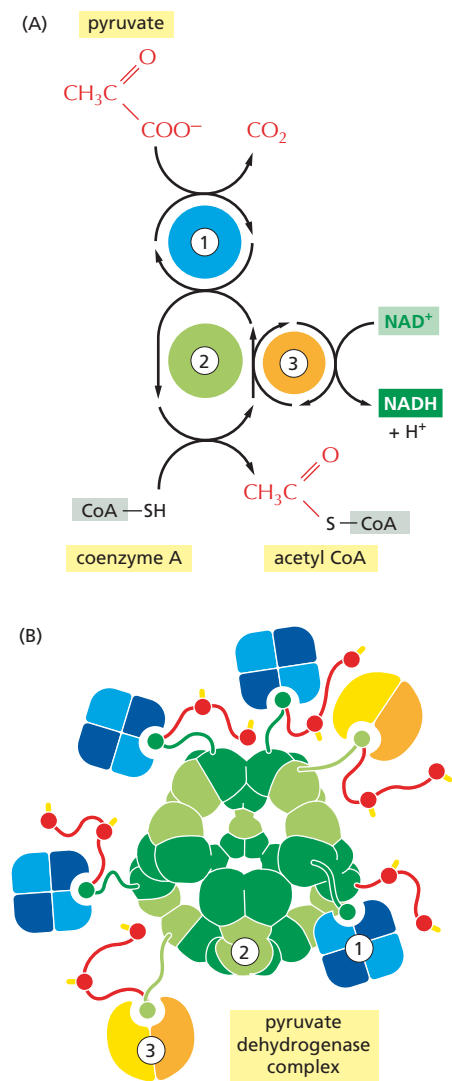 (A)
pyruvate
O
CH₃C
COO⁻
CO₂
1
2
3
NAD⁺
NADH
+ H⁺
O
CH₃C
CoA — SH
S — CoA
coenzyme A
acetyl CoA
(B)
2
1
3
pyruvate
dehydrogenase
complex